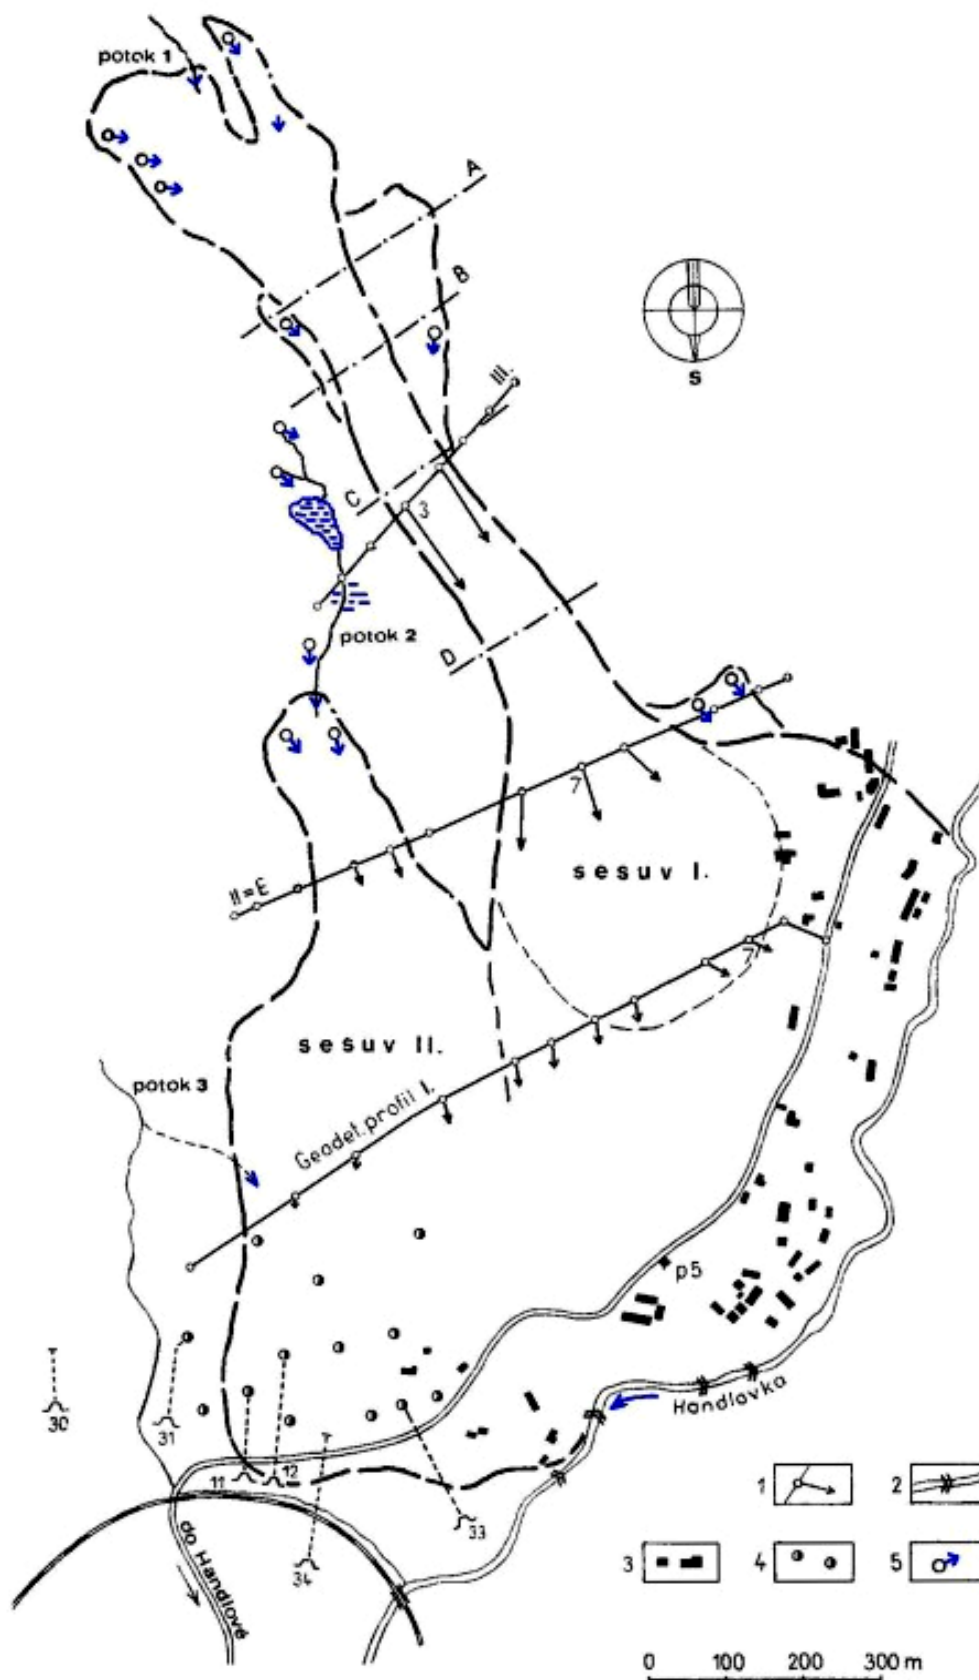 potok 1
A
B
S
III.
C
3
potok 2
D
7
II=E
sesuv I.
7
sesuv II.
potok 3
Geodet. profil I.
p5
30
31
11
12
33
34
Handlovka
do Handlové
1
2
3
4
5
0 100 200 300 m